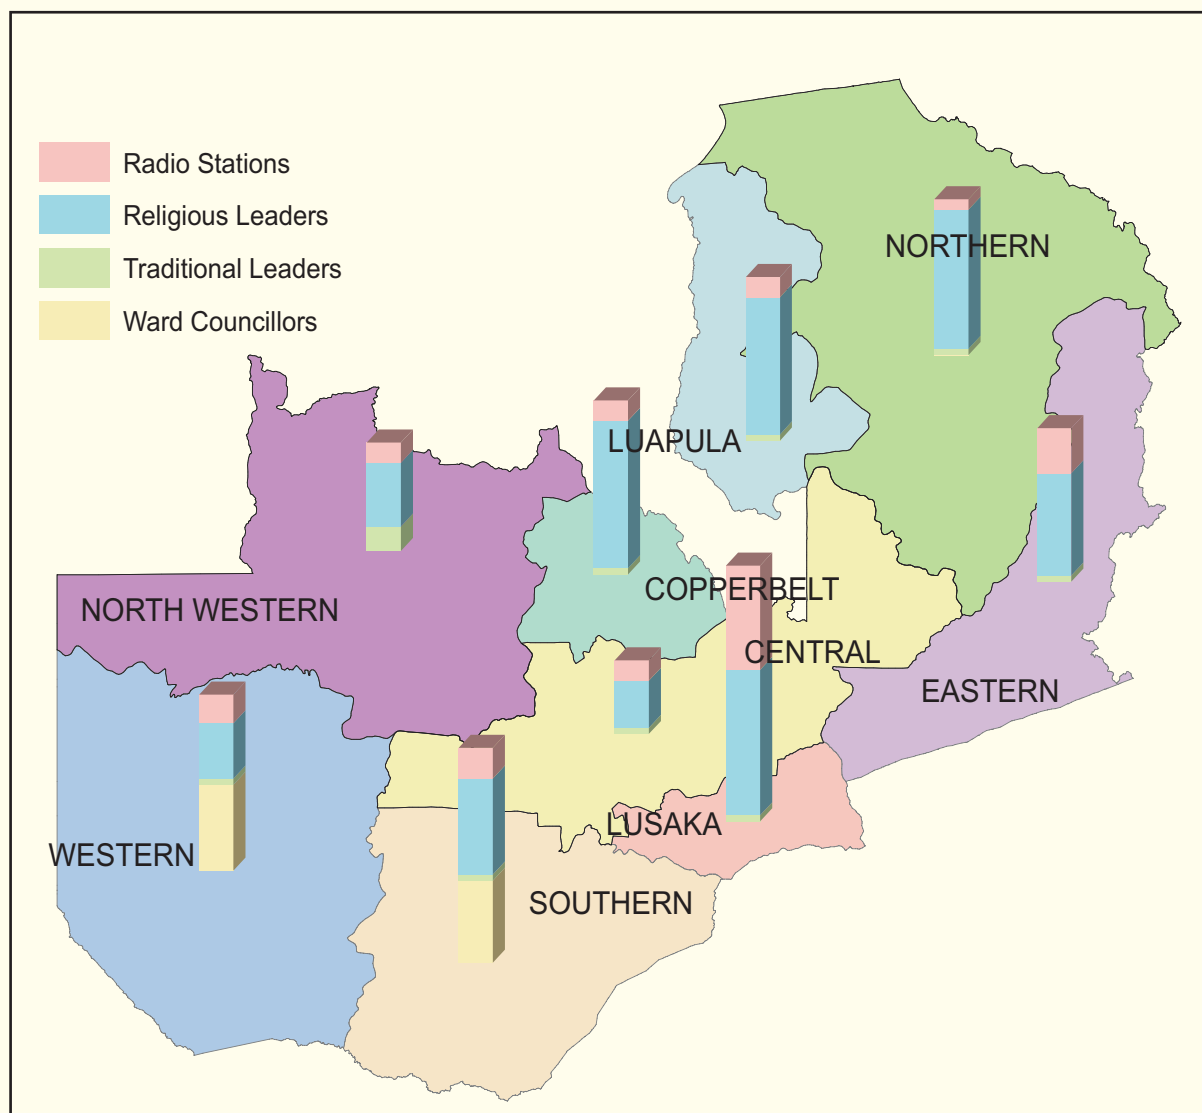 Radio Stations
Religious Leaders
Traditional Leaders
Ward Councillors
NORTHERN
LUAPULA
COPPERBELT
NORTH WESTERN
CENTRAL
EASTERN
LUSAKA
WESTERN
SOUTHERN